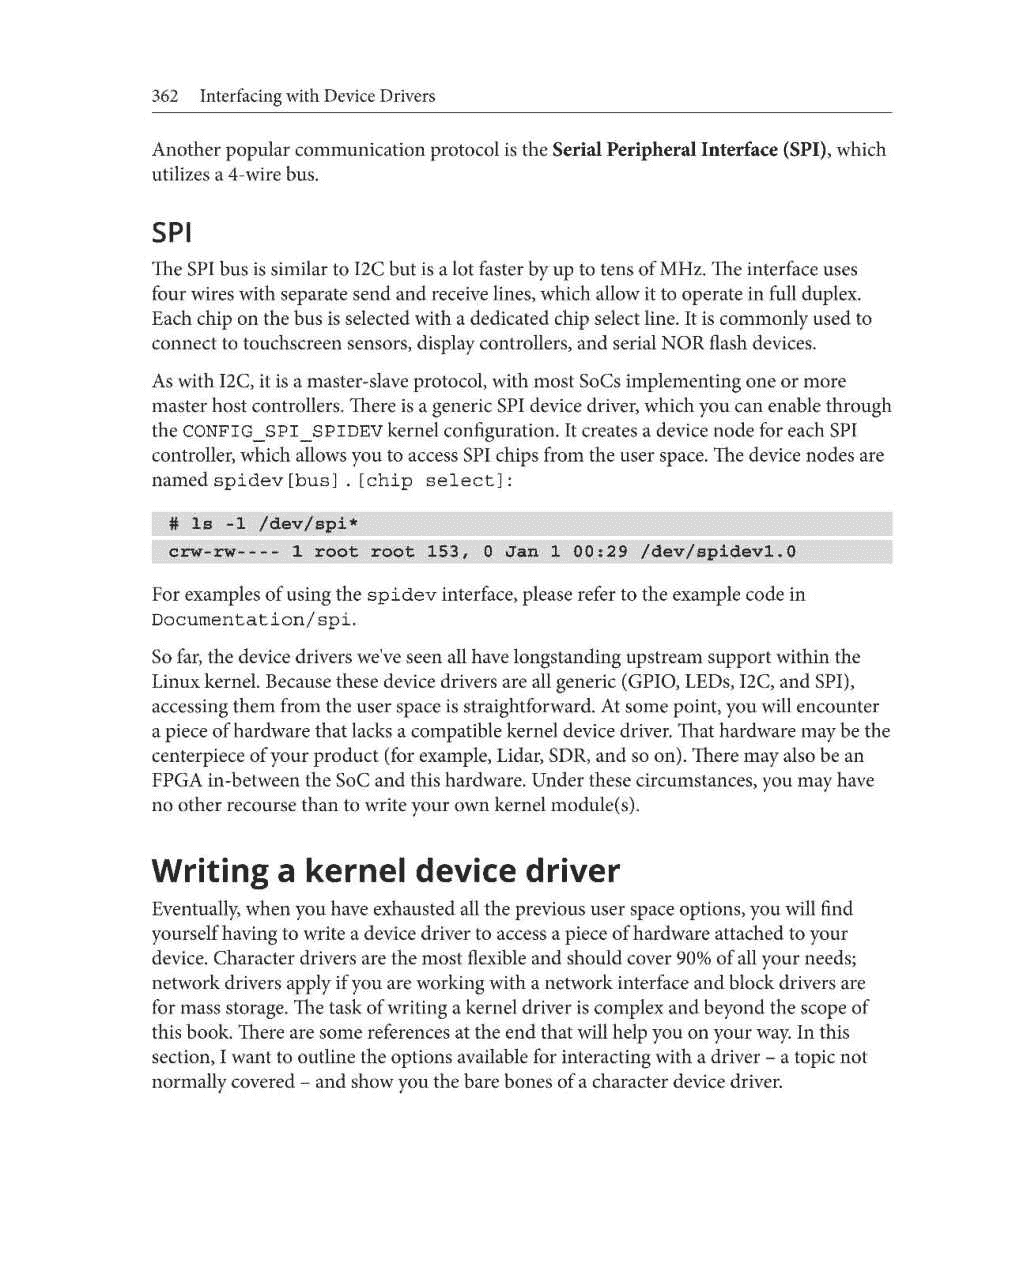 362 Interfacing with Device Drivers
Another popular communication protocol is the Serial Peripheral Interface (SPI), which
utilizes a 4-wire bus.
SPI
The SPI bus is similar to I2C but is a lot faster by up to tens of MHz. The interface uses
four wires with separate send and receive lines, which allow it to operate in full duplex.
Each chip on the bus is selected with a dedicated chip select line. It is commonly used to
connect to touchscreen sensors, display controllers, and serial NOR flash devices.
As with I2C, it is a master-slave protocol, with most SoCs implementing one or more
master host controllers. There is a generic SPI device driver, which you can enable through
the CONFIG_SPI_SPIDEV kernel configuration. It creates a device node for each SPI
controller, which allows you to access SPI chips from the user space. The device nodes are
named spidev[bus].[chip select]:
# ls -l /dev/spi*
crw-rw---- 1 root root 153, 0 Jan 1 00:29 /dev/spidev1.0
For examples of using the spidev interface, please refer to the example code in
Documentation/spi.
So far, the device drivers we've seen all have longstanding upstream support within the
Linux kernel. Because these device drivers are all generic (GPIO, LEDs, I2C, and SPI),
accessing them from the user space is straightforward. At some point, you will encounter
a piece of hardware that lacks a compatible kernel device driver. That hardware may be the
centerpiece of your product (for example, Lidar, SDR, and so on). There may also be an
FPGA in-between the SoC and this hardware. Under these circumstances, you may have
no other recourse than to write your own kernel module(s).
Writing a kernel device driver
Eventually, when you have exhausted all the previous user space options, you will find
yourself having to write a device driver to access a piece of hardware attached to your
device. Character drivers are the most flexible and should cover 90% of all your needs;
network drivers apply if you are working with a network interface and block drivers are
for mass storage. The task of writing a kernel driver is complex and beyond the scope of
this book. There are some references at the end that will help you on your way. In this
section, I want to outline the options available for interacting with a driver – a topic not
normally covered – and show you the bare bones of a character device driver.